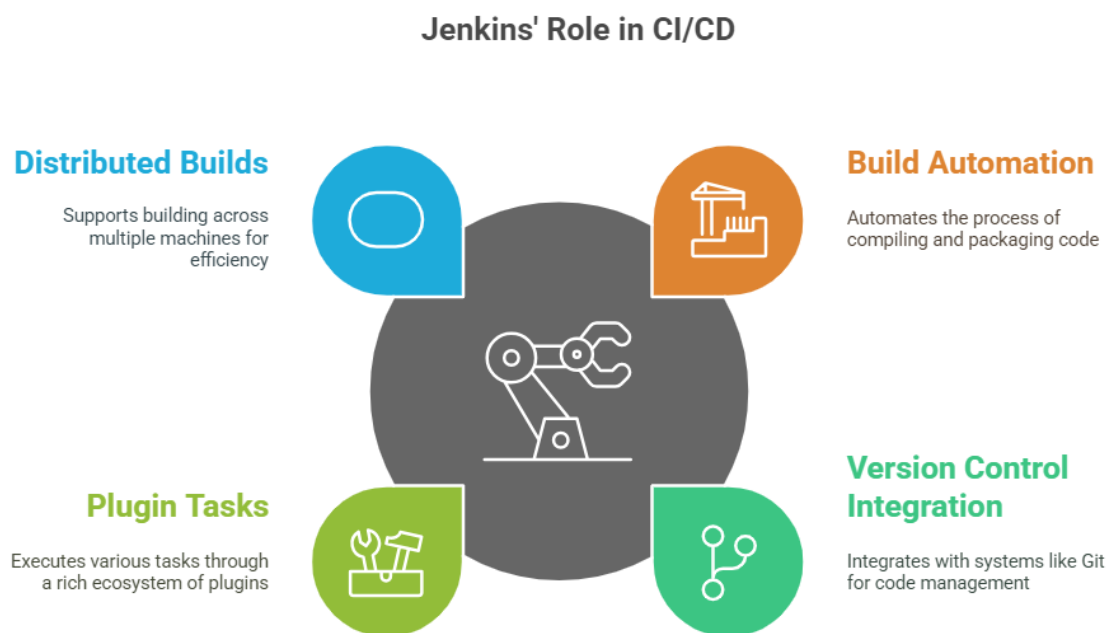 Jenkins' Role in CI/CD
Distributed Builds
Supports building across
multiple machines for
efficiency
Build Automation
Automates the process of
compiling and packaging code
Plugin Tasks
Executes various tasks through
a rich ecosystem of plugins
Version Control
Integration
Integrates with systems like Git
for code management